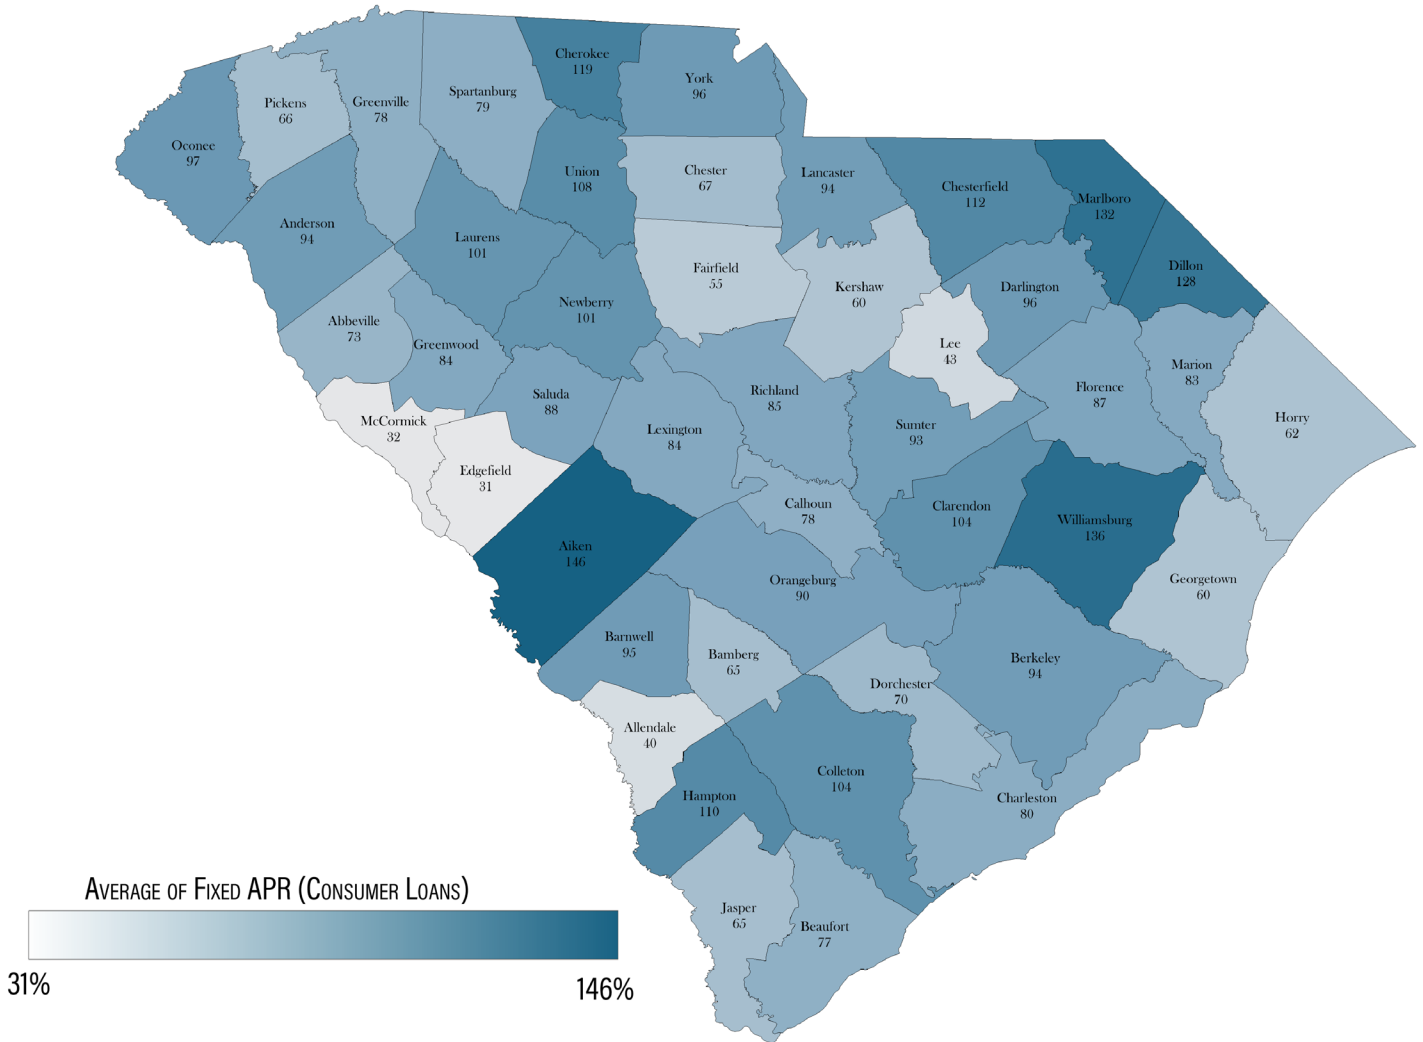 Cherokee
119
York
96
Pickens
66
Greenville
78
Spartanburg
79
Oconee
97
Union
108
Chester
67
Lancaster
94
Chesterfield
112
Marlboro
132
Anderson
94
Laurens
101
Fairfield
55
Kershaw
60
Darlington
96
Dillon
128
Newberry
101
Abbeville
73
Greenwood
84
Lee
43
Marion
83
Saluda
88
Richland
85
Florence
87
McCormick
32
Lexington
84
Sumter
93
Horry
62
Edgefield
31
Calhoun
78
Clarendon
104
Williamsburg
136
Aiken
146
Orangeburg
90
Georgetown
60
Barnwell
95
Bamberg
65
Berkeley
94
Dorchester
70
Allendale
40
Colleton
104
Hampton
110
Charleston
80
Jasper
65
Beaufort
77
Average of Fixed APR (Consumer Loans)
31%
146%